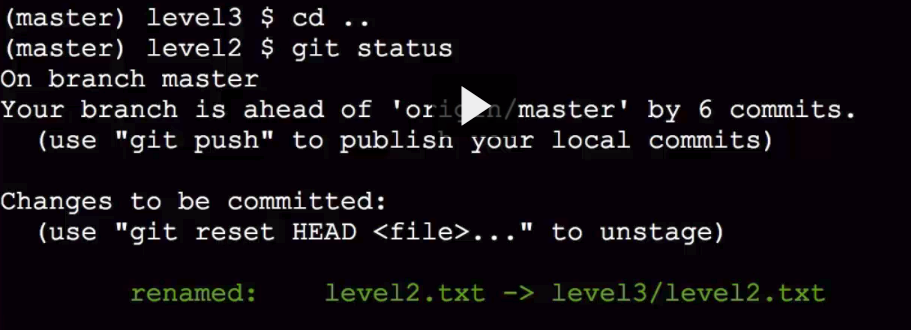 (master) level3 $ cd ..
(master) level2 $ git status
On branch master
Your branch is ahead of 'origin/master' by 6 commits.
(use "git push" to publish your local commits)
Changes to be committed:
(use "git reset HEAD <file>..." to unstage)
renamed: level2.txt -> level3/level2.txt